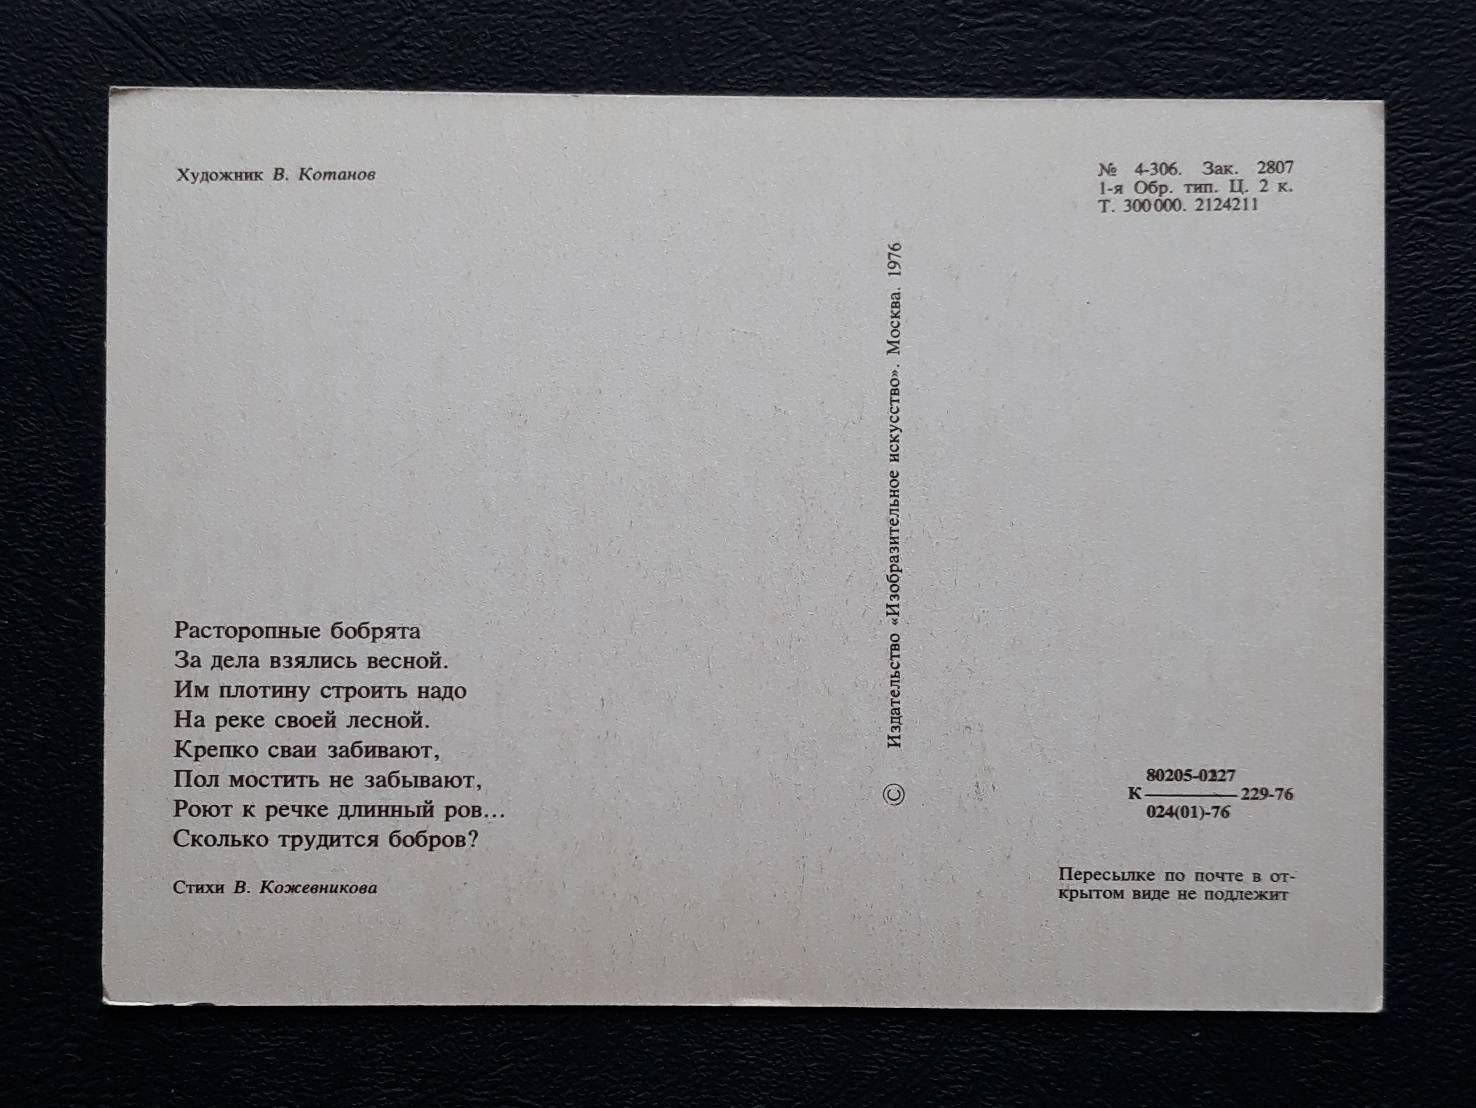 Художник В. Котанов
№ 4-306. Зак. 2807
1-я Обр. тип. Ц. 2 к.
Т. 300 000. 2124211
© Издательство «Изобразительное искусство». Москва. 1976
Расторопные бобрята
За дела взялись весной.
Им плотину строить надо
На реке своей лесной.
Крепко сваи забивают,
Пол мостить не забывают,
Роют к речке длинный ров...
Сколько трудится бобров?
Стихи В. Кожевникова
80205-0227
К 229-76
024(01)-76
Пересылке по почте в от-
крытом виде не подлежит